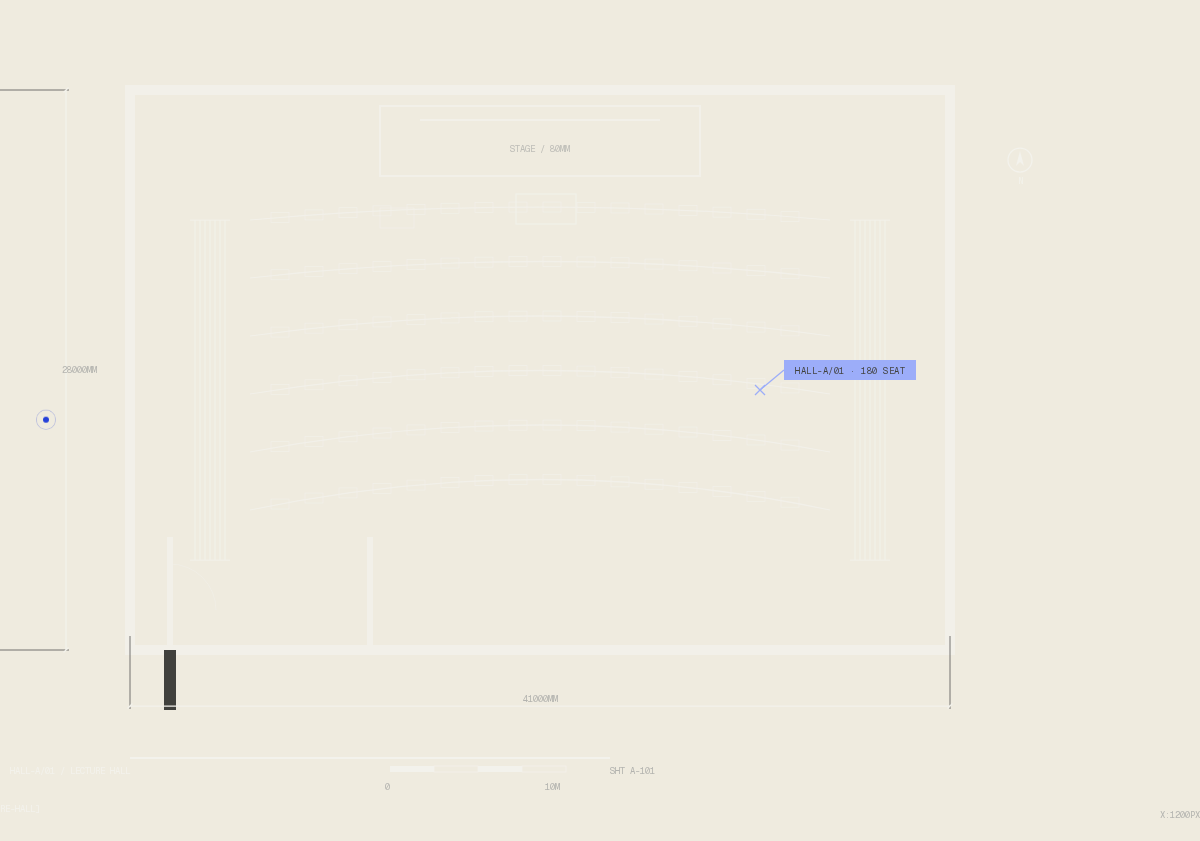 STAGE / 80MM
28000MM
HALL-A/01 · 180 SEAT
41000MM
SHT A-101
0
10M
X:1200PX